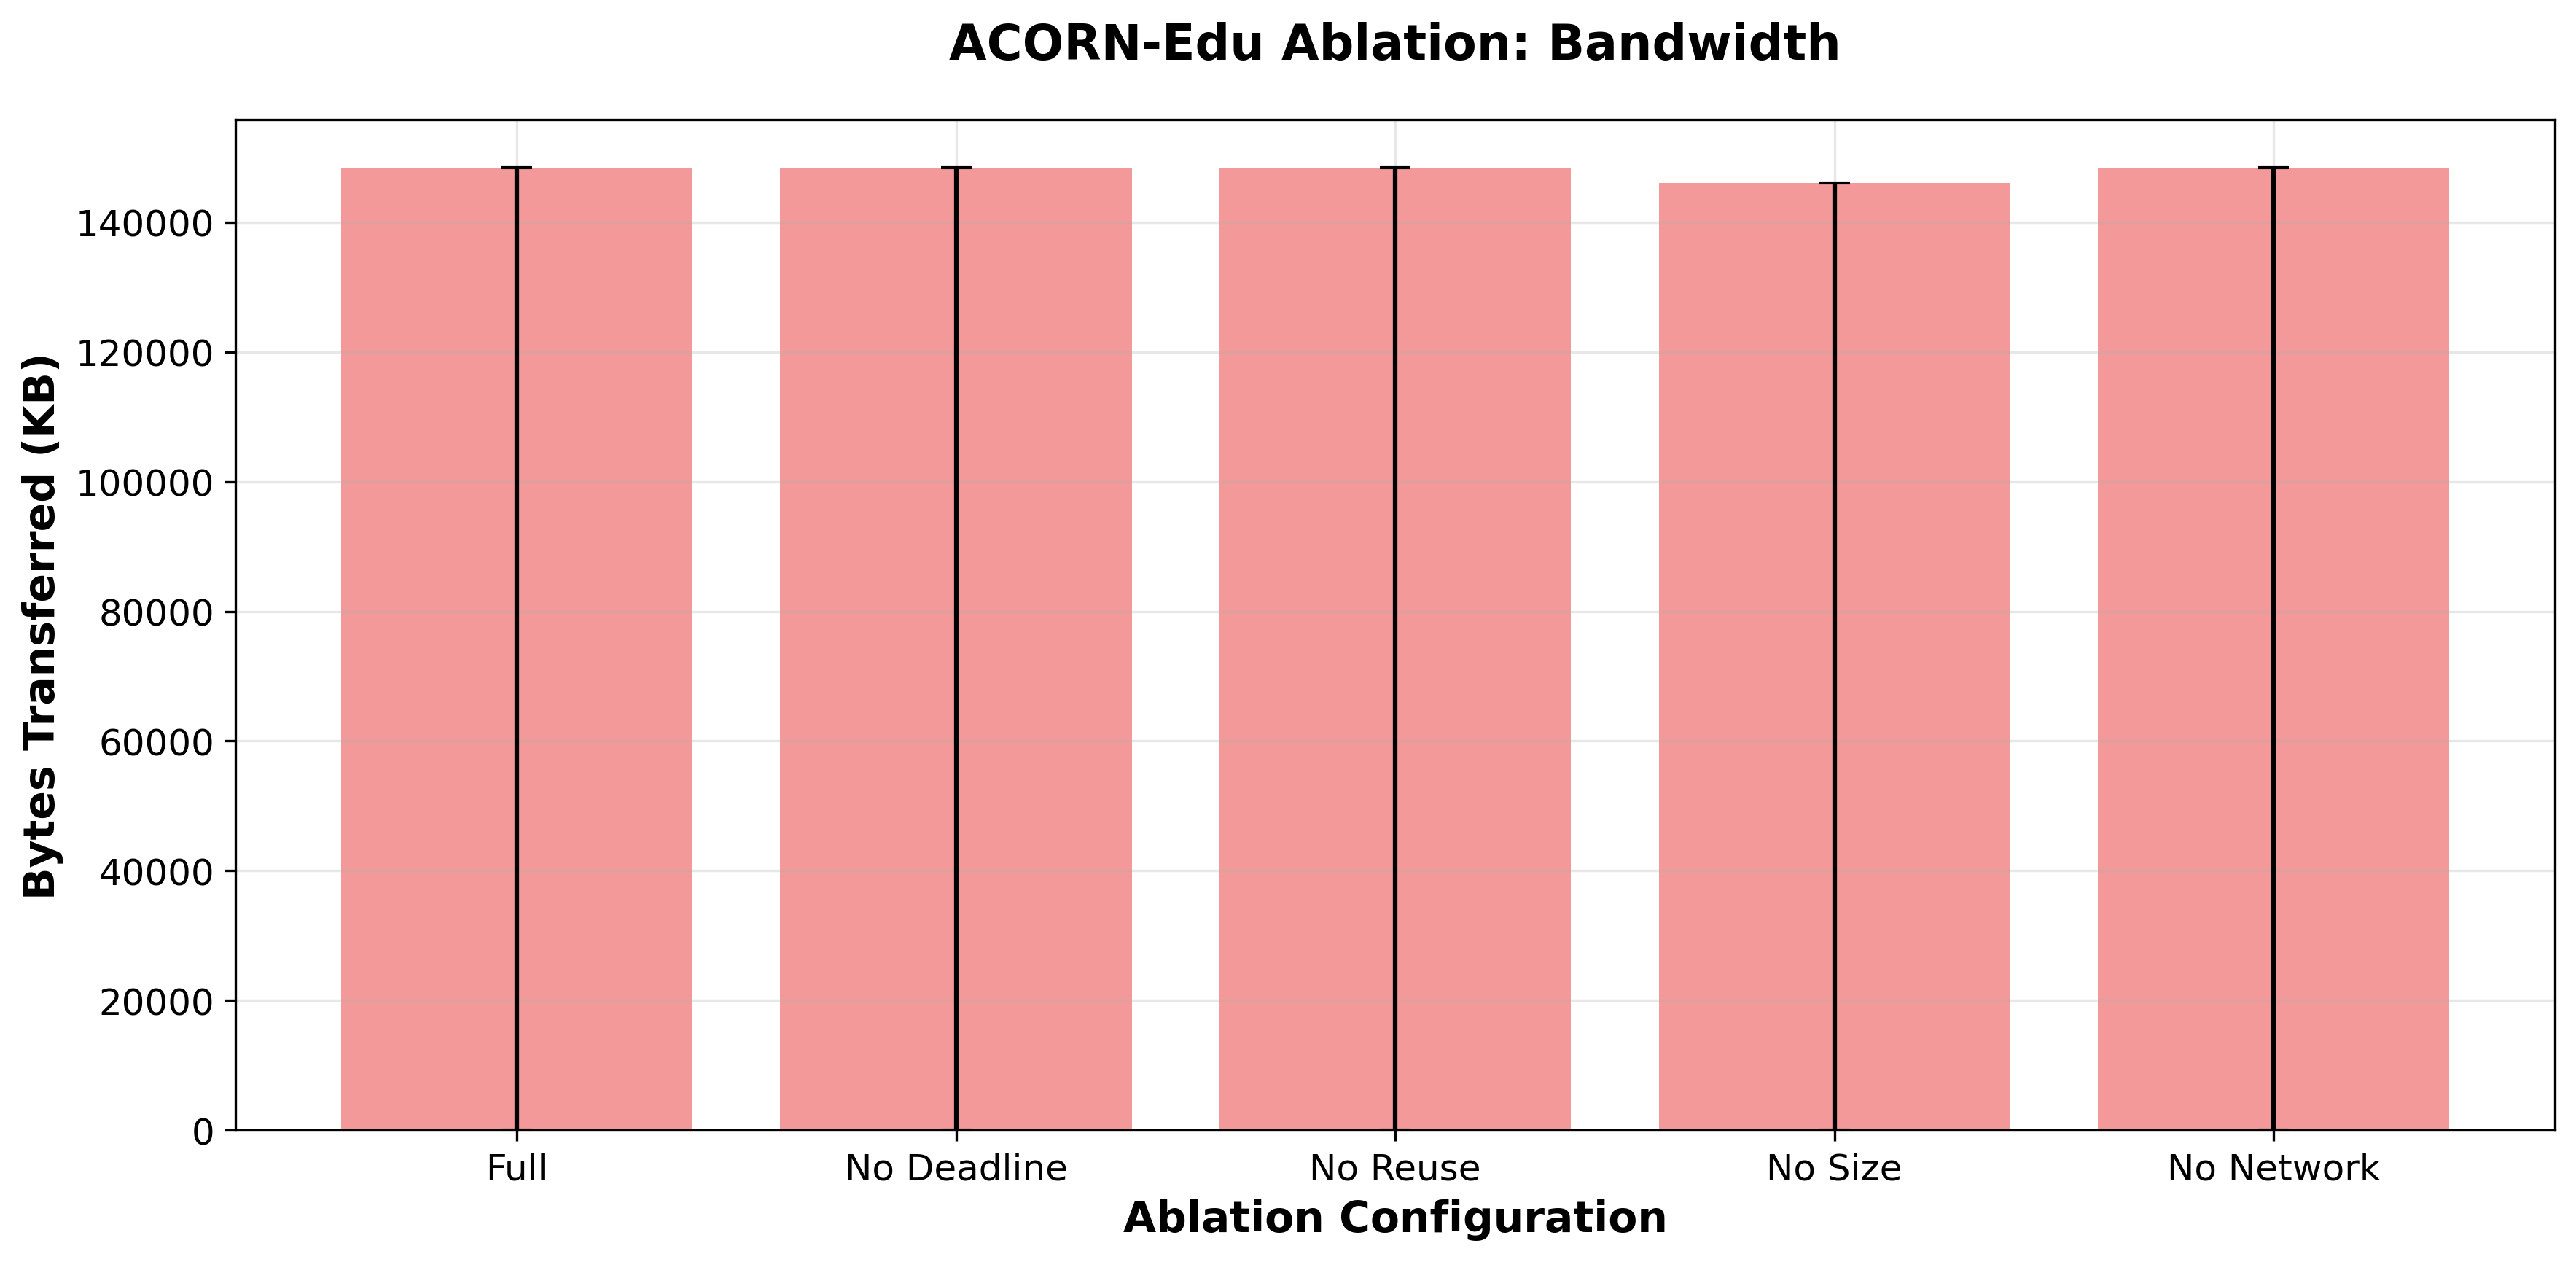 ACORN-Edu Ablation: Bandwidth
Bytes Transferred (KB)
140000
120000
100000
80000
60000
40000
20000
0
Full
No Deadline
No Reuse
No Size
No Network
Ablation Configuration